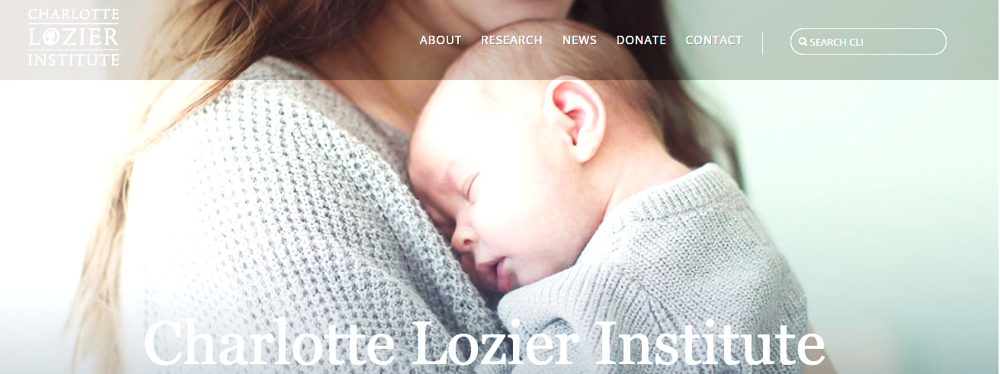 CHARLOTTE
LOZIER
INSTITUTE
ABOUT RESEARCH NEWS DONATE CONTACT SEARCH CLI
Charlotte Lozier Institute